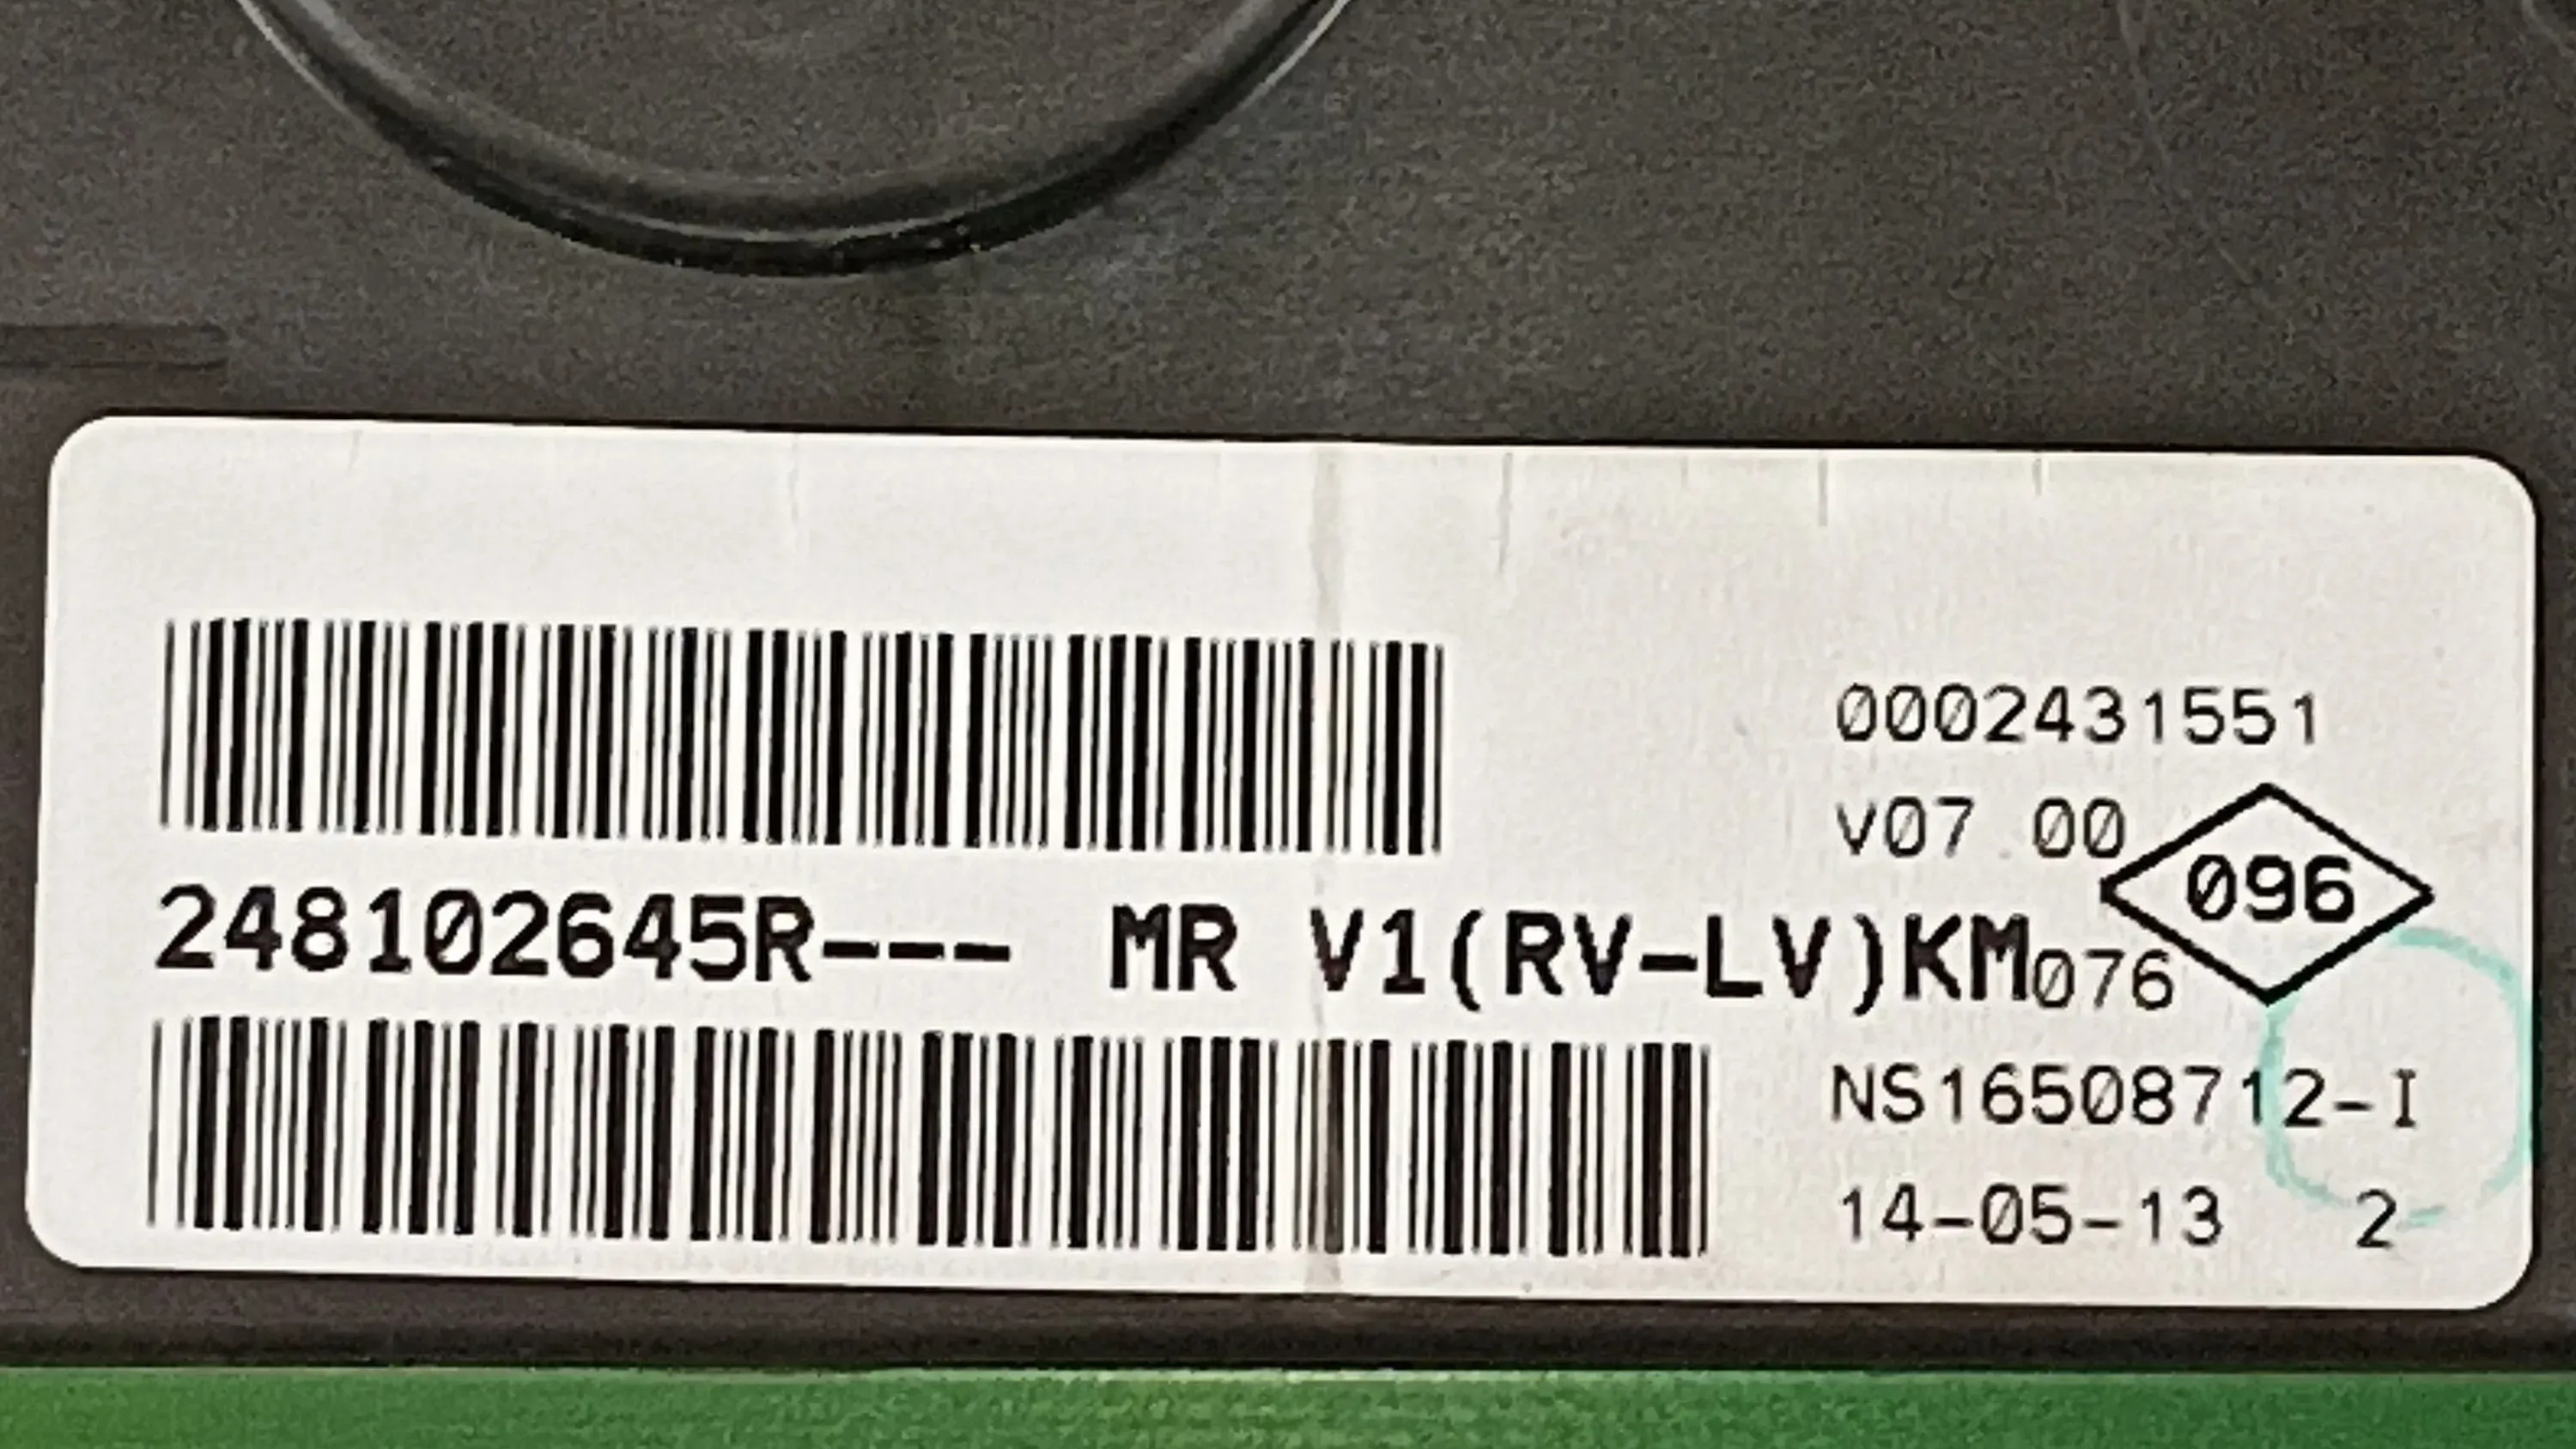 0002431551
V07 00
096
248102645R--- MR V1(RV-LV)KM076
NS16508712-I
14-05-13 2